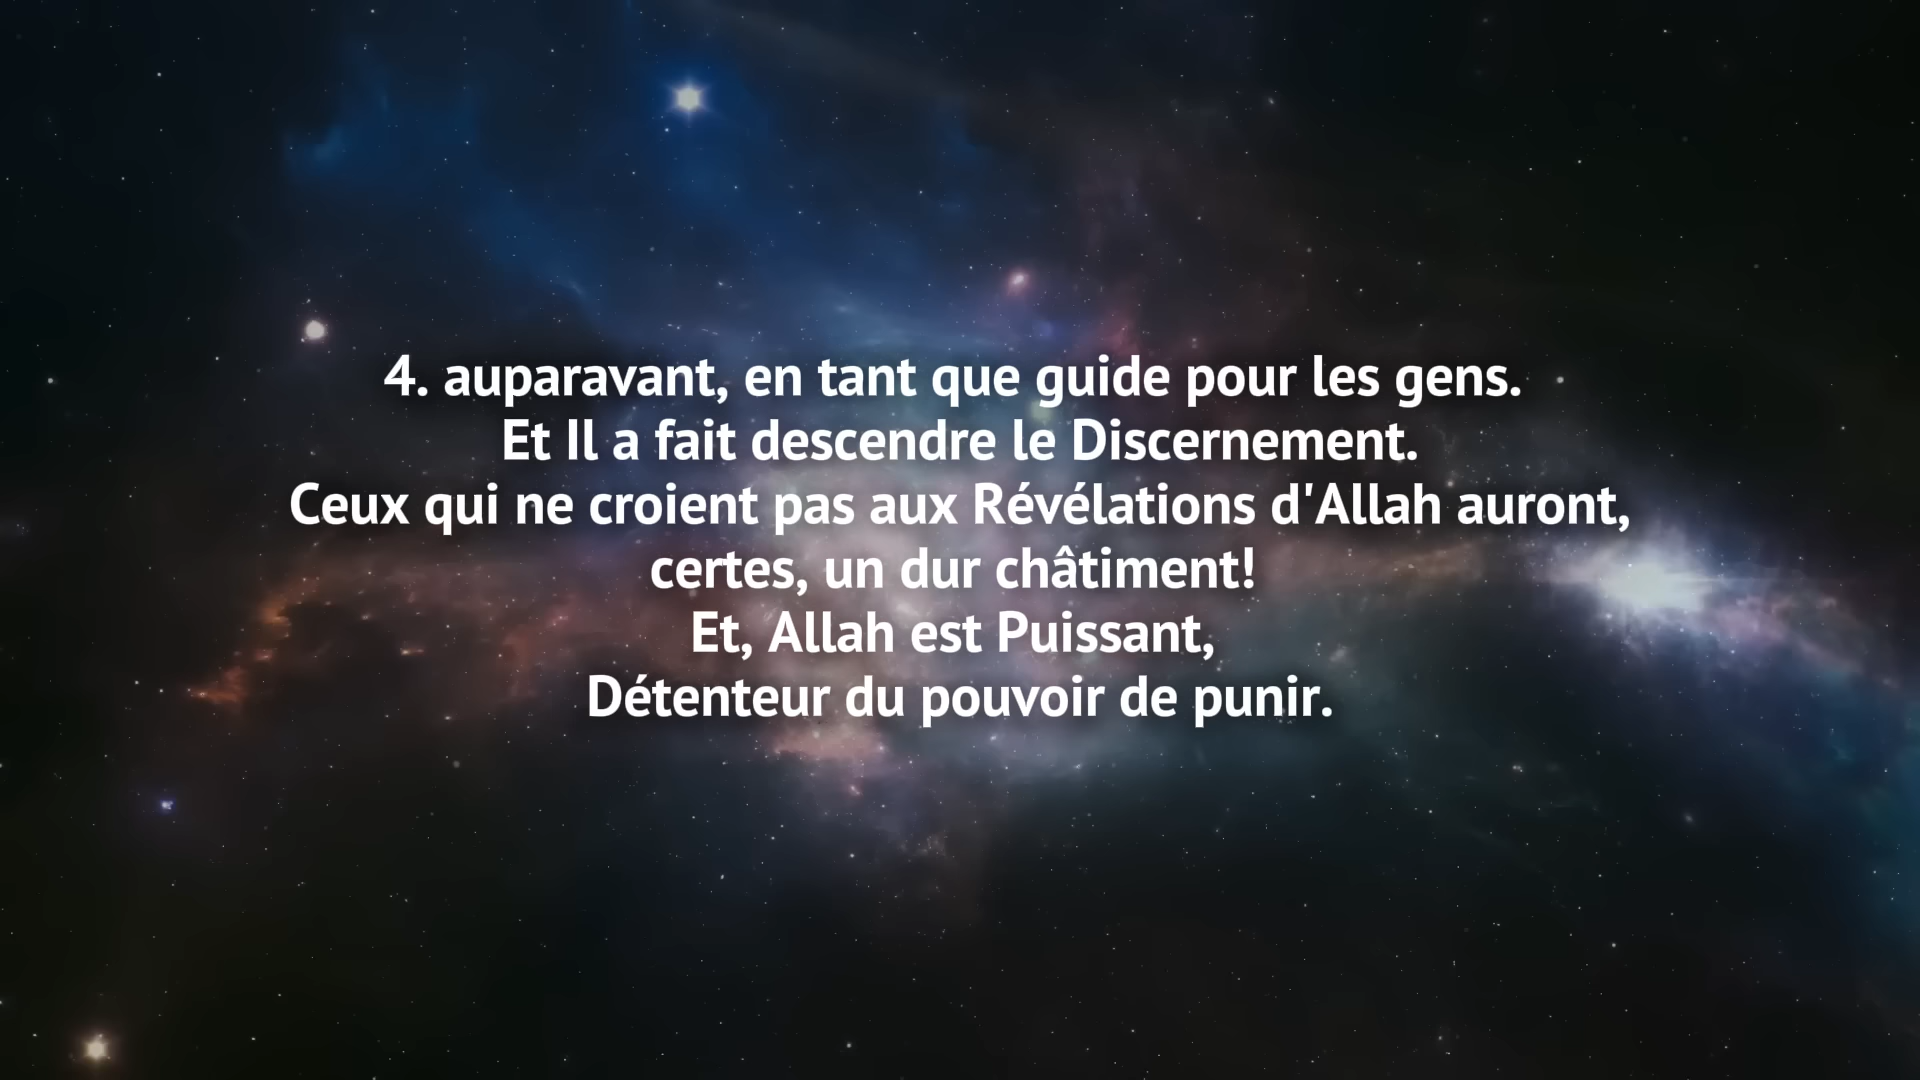 4. auparavant, en tant que guide pour les gens.
Et Il a fait descendre le Discernement.
Ceux qui ne croient pas aux Révélations d'Allah auront,
certes, un dur châtiment!
Et, Allah est Puissant,
Détenteur du pouvoir de punir.